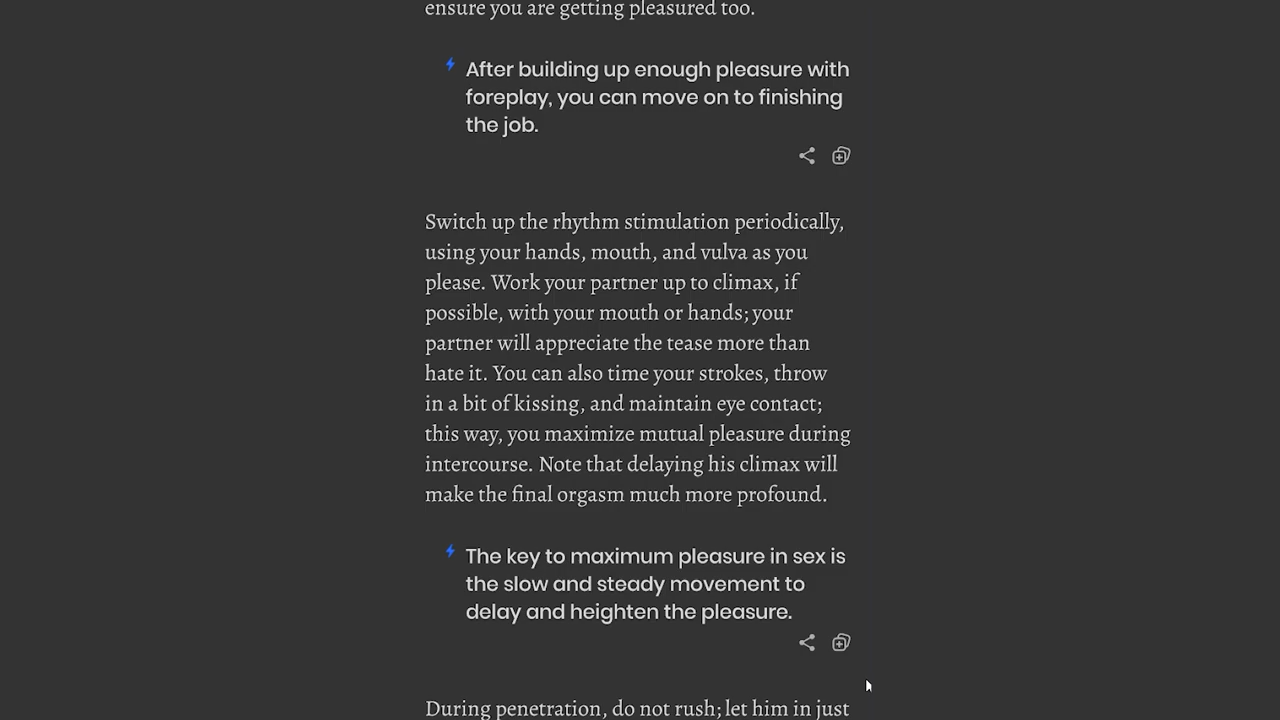 ensure you are getting pleasured too.
After building up enough pleasure with
foreplay, you can move on to finishing
the job.
Switch up the rhythm stimulation periodically,
using your hands, mouth, and vulva as you
please. Work your partner up to climax, if
possible, with your mouth or hands; your
partner will appreciate the tease more than
hate it. You can also time your strokes, throw
in a bit of kissing, and maintain eye contact;
this way, you maximize mutual pleasure during
intercourse. Note that delaying his climax will
make the final orgasm much more profound.
The key to maximum pleasure in sex is
the slow and steady movement to
delay and heighten the pleasure.
During penetration, do not rush; let him in just